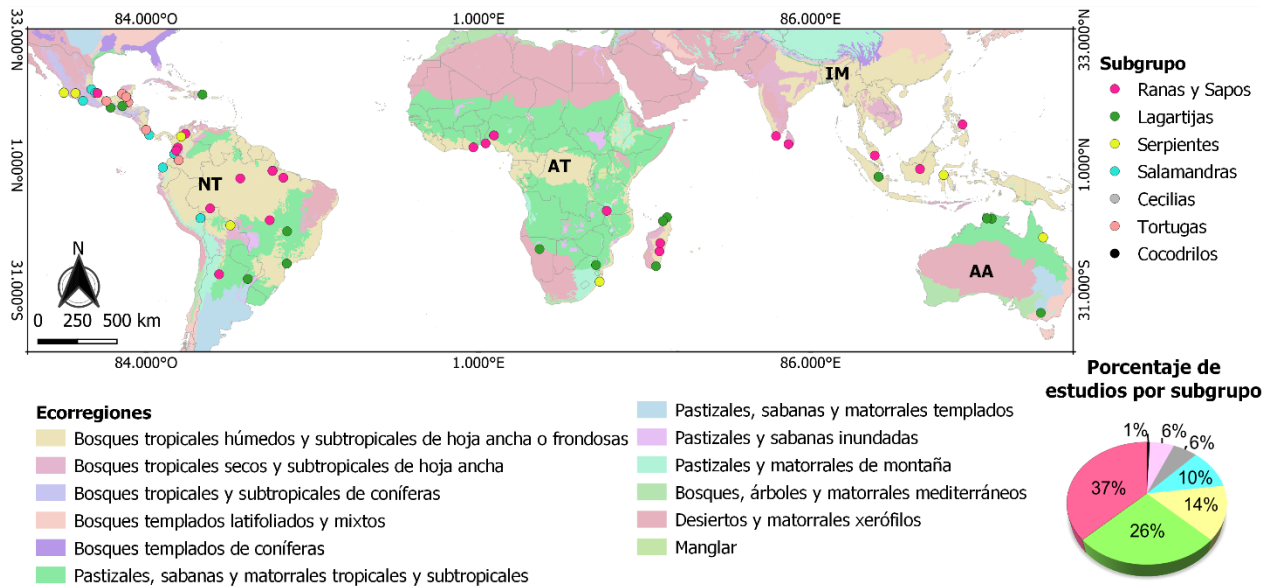 84.000°O 1.000°E 86.000°E
33.000°N
33.000°N
1.000°N
1.000°N
31.000°S
31.000°S
NT
AT
IM
AA
N
0 250 500 km
84.000°O 1.000°E 86.000°E
Subgrupo
Ranas y Sapos
Lagartijas
Serpientes
Salamandras
Cecilias
Tortugas
Cocodrilos
Ecorregiones
Bosques tropicales húmedos y subtropicales de hoja ancha o frondosas
Bosques tropicales secos y subtropicales de hoja ancha
Bosques tropicales y subtropicales de coníferas
Bosques templados latifoliados y mixtos
Bosques templados de coníferas
Pastizales, sabanas y matorrales tropicales y subtropicales
Pastizales, sabanas y matorrales templados
Pastizales y sabanas inundadas
Pastizales y matorrales de montaña
Bosques, árboles y matorrales mediterráneos
Desiertos y matorrales xerófilos
Manglar
Porcentaje de
estudios por subgrupo
1%
6%
6%
10%
14%
26%
37%